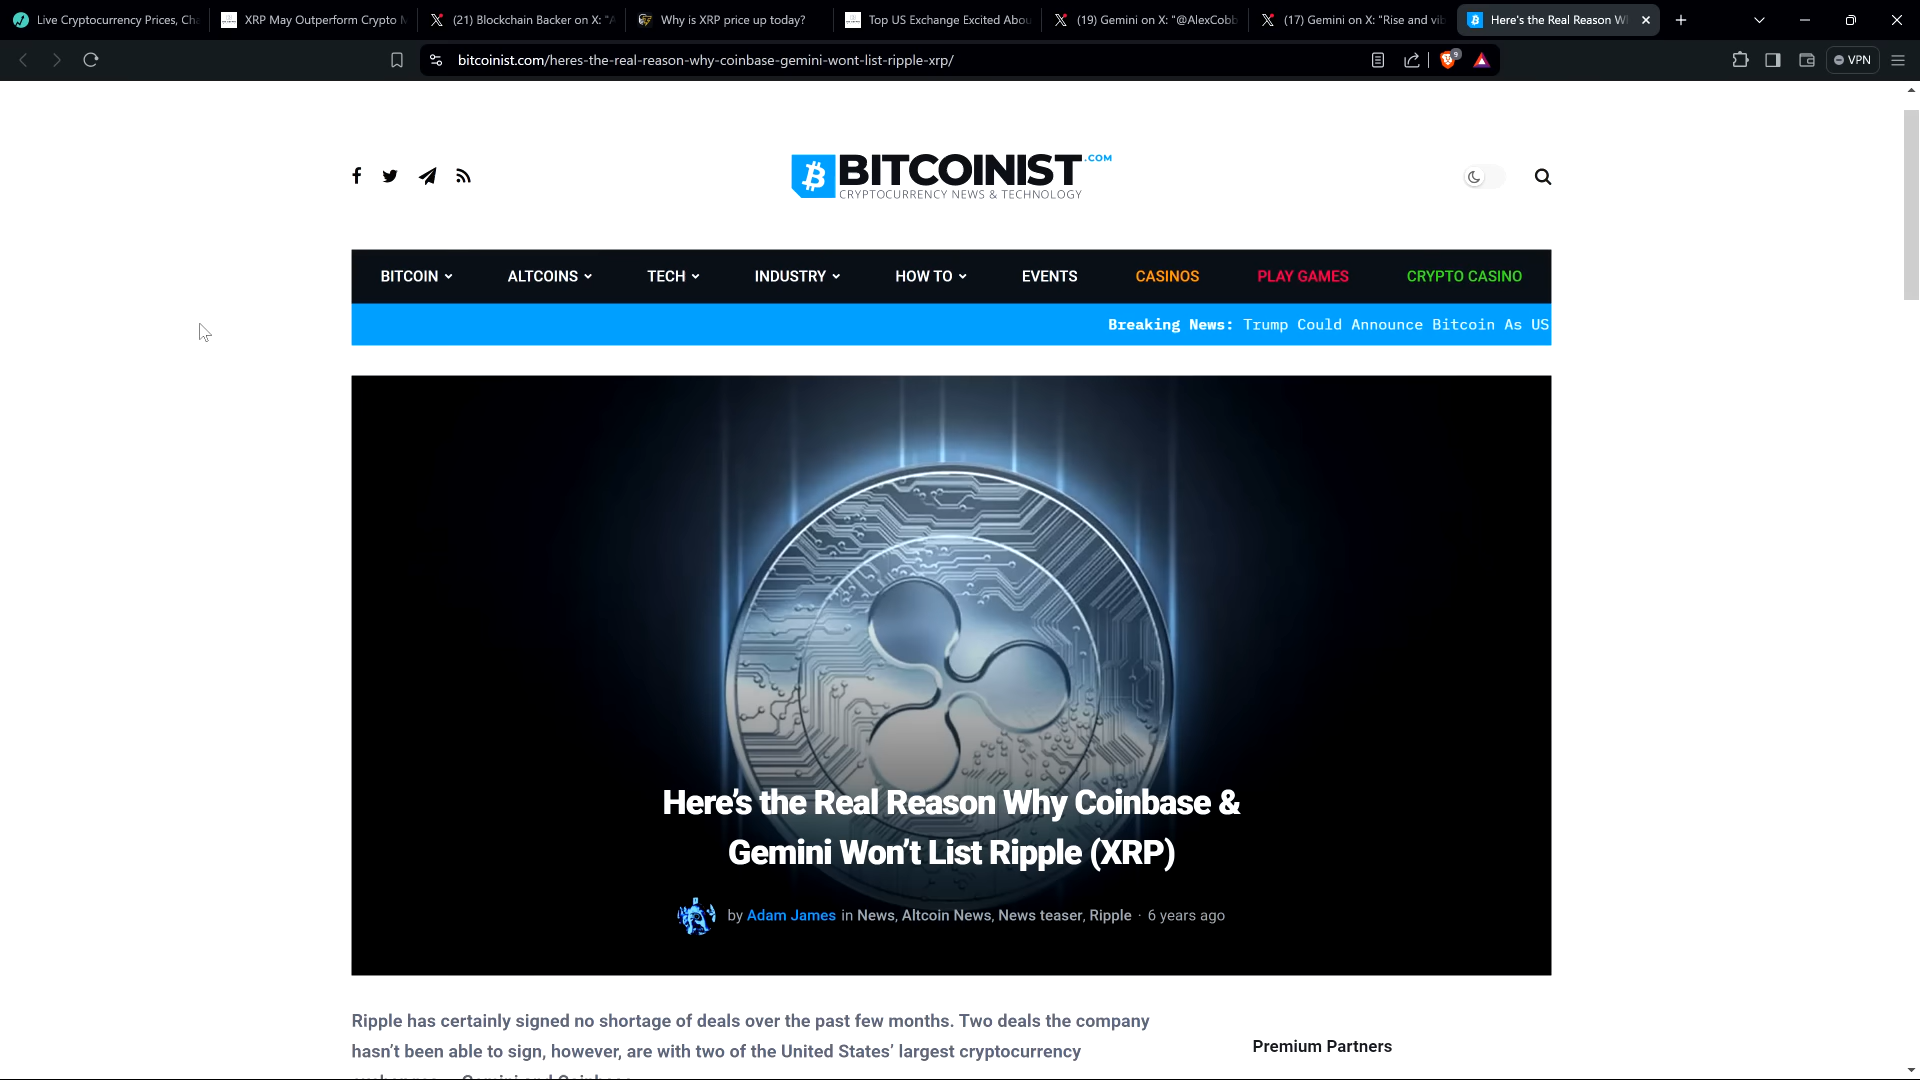 Live Cryptocurrency Prices, Cha
XRP May Outperform Crypto M
(21) Blockchain Backer on X: "A
Why is XRP price up today?
Top US Exchange Excited Abou
(19) Gemini on X: "@AlexCobb
(17) Gemini on X: "Rise and vib
Here's the Real Reason W
bitcoinist.com/heres-the-real-reason-why-coinbase-gemini-wont-list-ripple-xrp/
9
VPN
BITCOINIST.COM
CRYPTOCURRENCY NEWS & TECHNOLOGY
BITCOIN
ALTCOINS
TECH
INDUSTRY
HOW TO
EVENTS
CASINOS
PLAY GAMES
CRYPTO CASINO
Breaking News: Trump Could Announce Bitcoin As US
Here’s the Real Reason Why Coinbase &
Gemini Won’t List Ripple (XRP)
by Adam James in News, Altcoin News, News teaser, Ripple · 6 years ago
Ripple has certainly signed no shortage of deals over the past few months. Two deals the company
hasn’t been able to sign, however, are with two of the United States’ largest cryptocurrency
Premium Partners